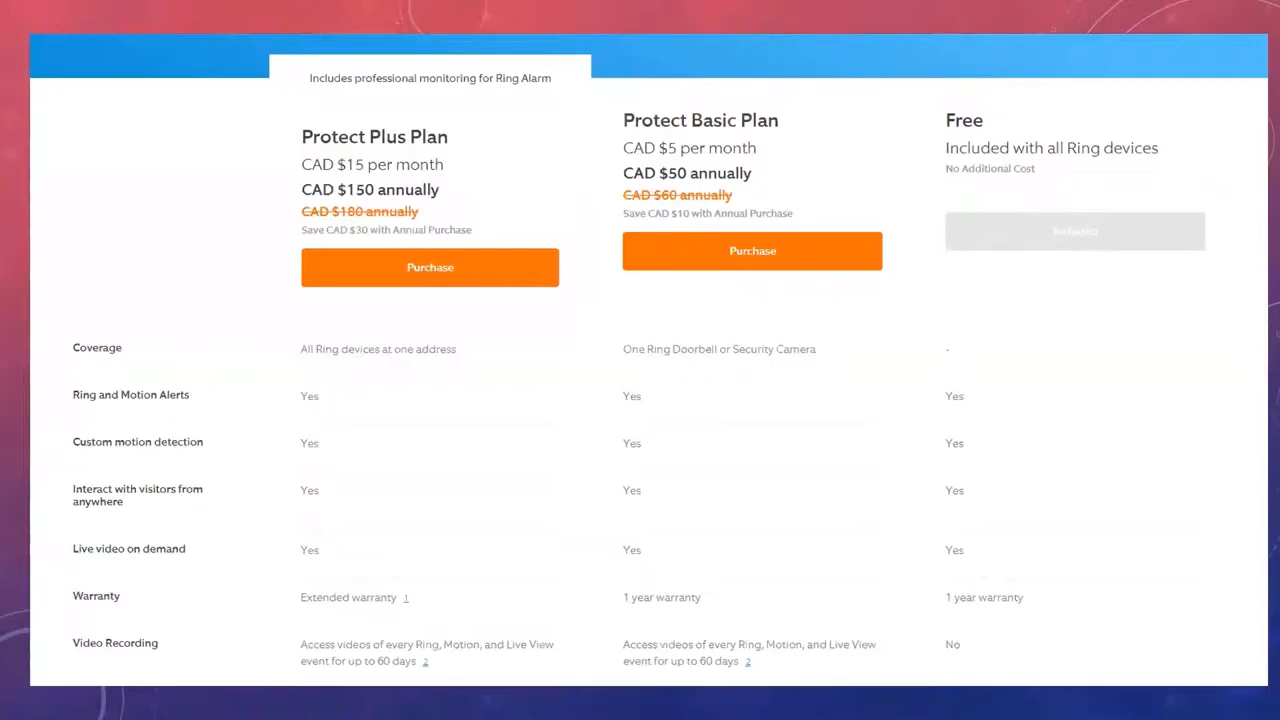 Includes professional monitoring for Ring Alarm
Protect Plus Plan
CAD $15 per month
CAD $150 annually
CAD $180 annually
Save CAD $30 with Annual Purchase
Purchase
Protect Basic Plan
CAD $5 per month
CAD $50 annually
CAD $60 annually
Save CAD $10 with Annual Purchase
Purchase
Free
Included with all Ring devices
No Additional Cost
Included
Coverage
All Ring devices at one address
One Ring Doorbell or Security Camera
-
Ring and Motion Alerts
Yes
Yes
Yes
Custom motion detection
Yes
Yes
Yes
Interact with visitors from
anywhere
Yes
Yes
Yes
Live video on demand
Yes
Yes
Yes
Warranty
Extended warranty 1
1 year warranty
1 year warranty
Video Recording
Access videos of every Ring, Motion, and Live View
event for up to 60 days 2
Access videos of every Ring, Motion, and Live View
event for up to 60 days 2
No